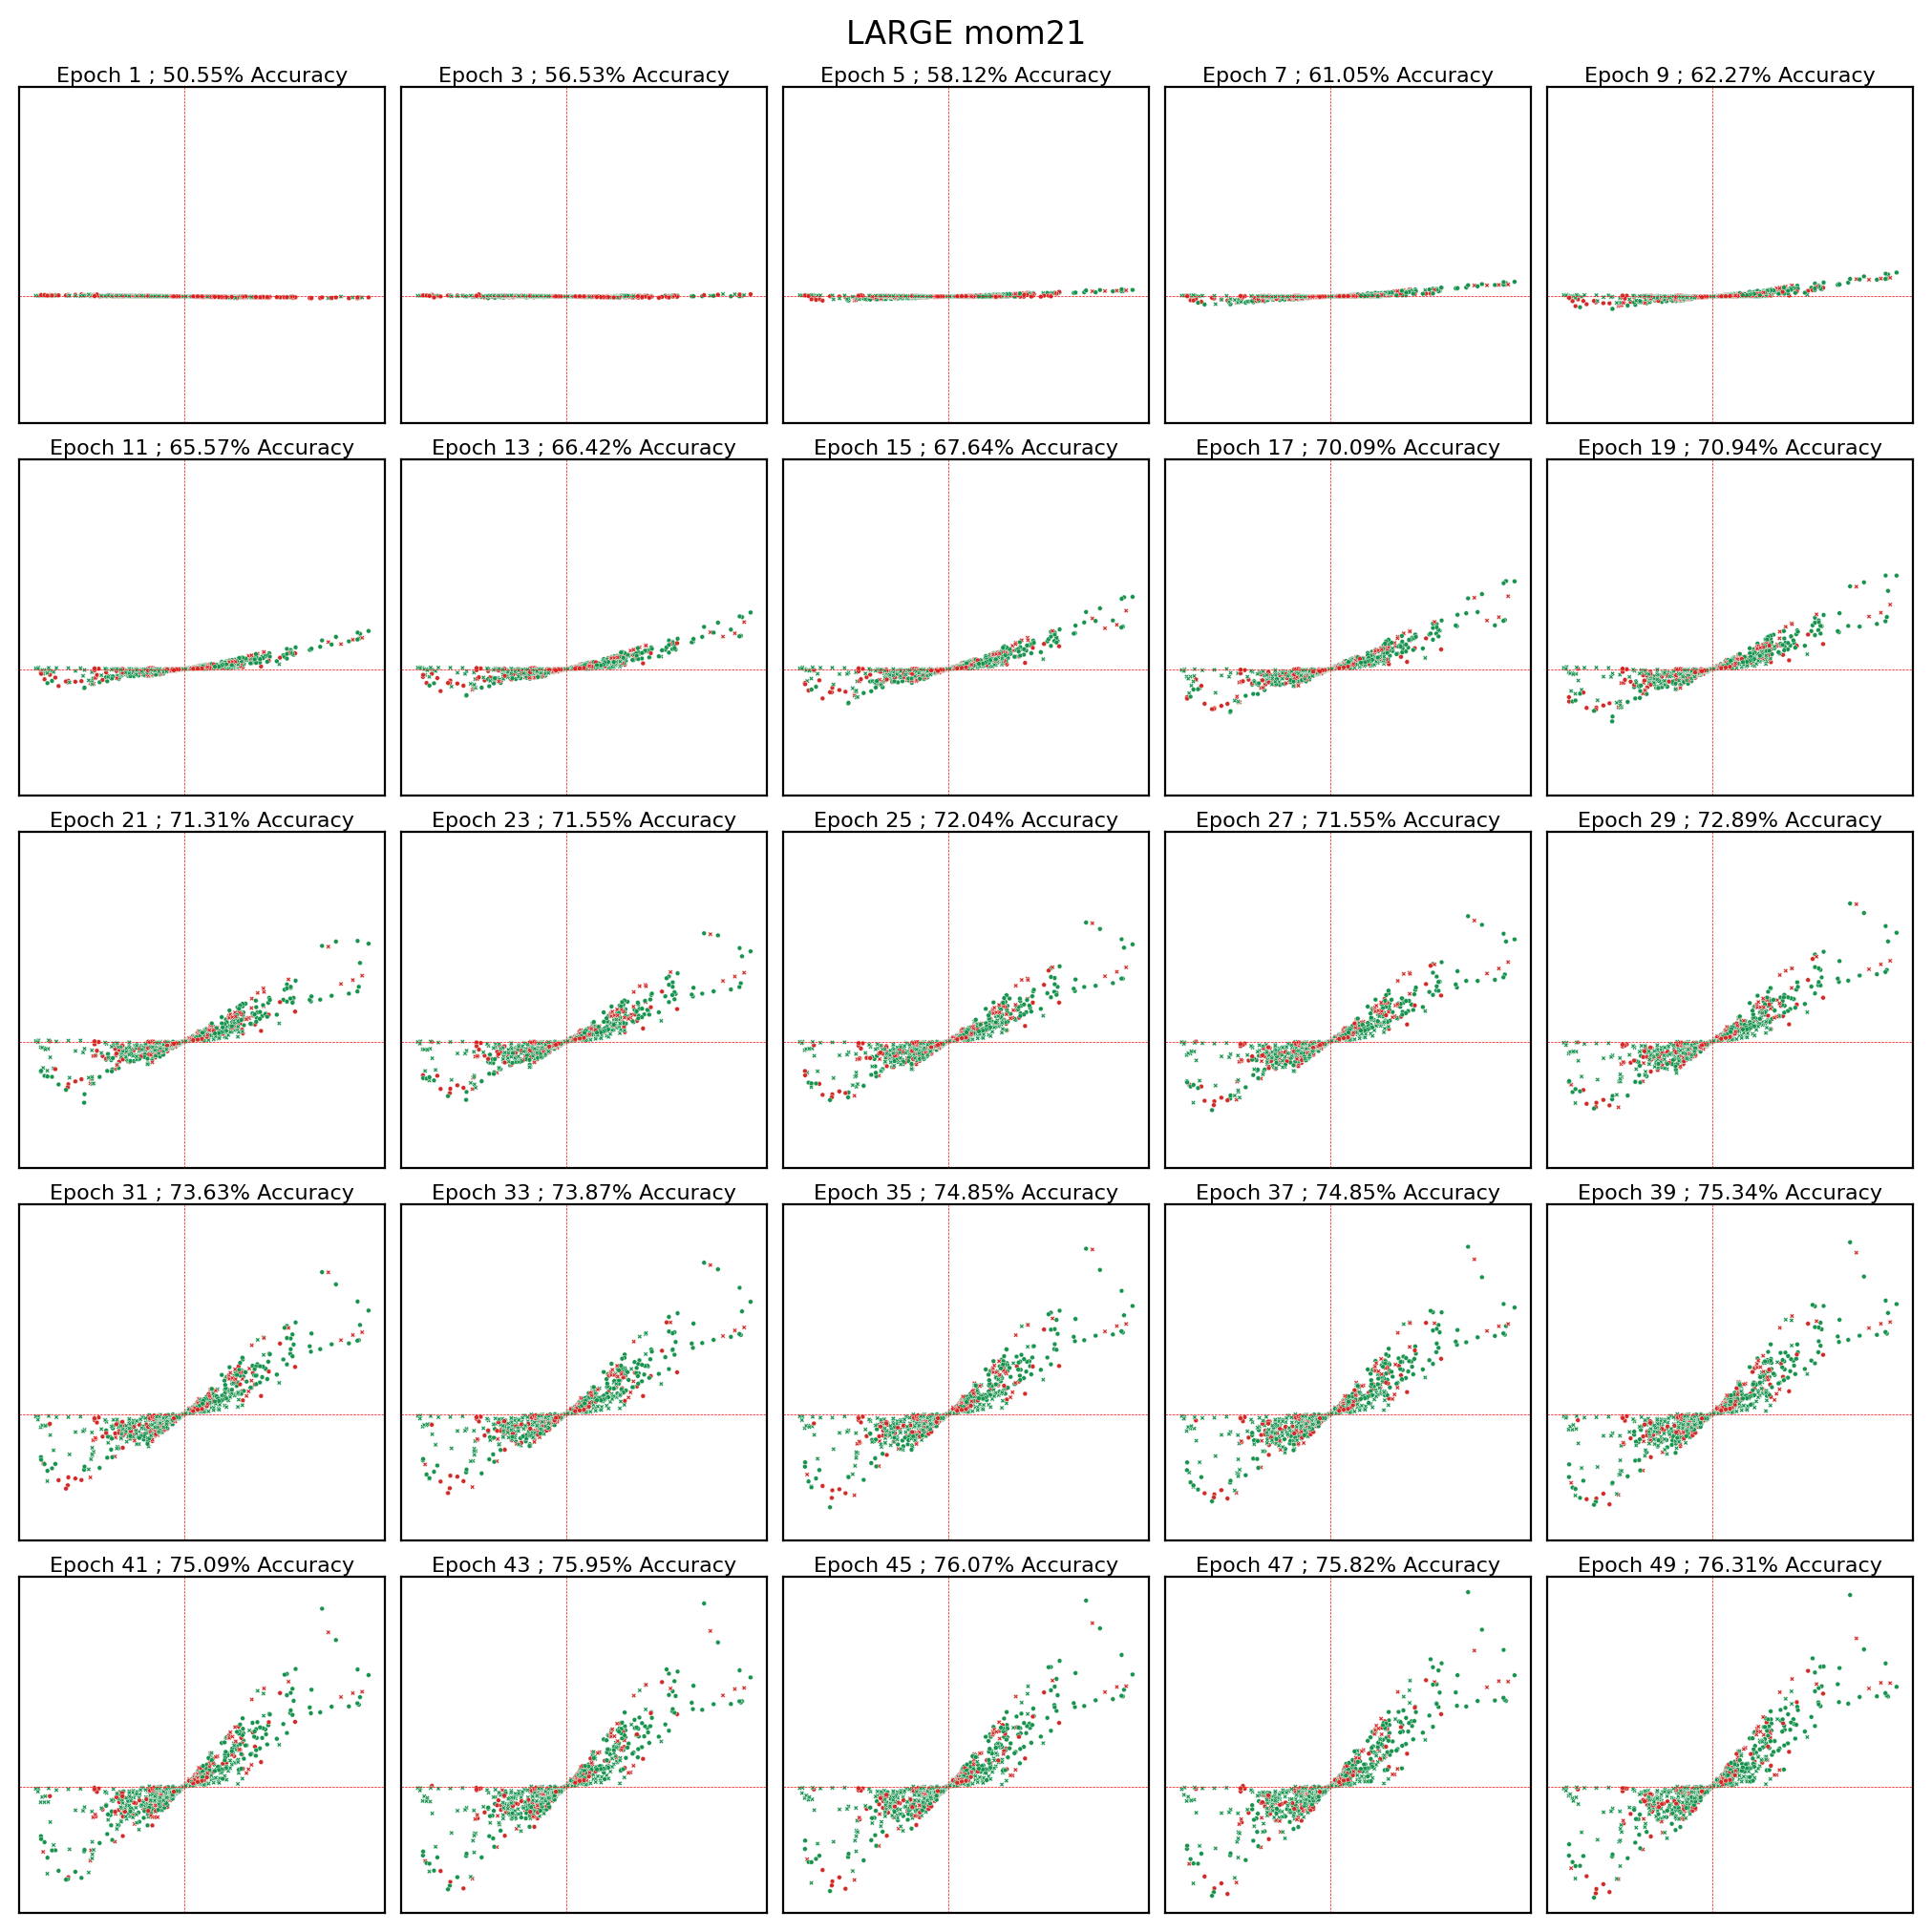 LARGE mom21
Epoch 1 ; 50.55% Accuracy
Epoch 3 ; 56.53% Accuracy
Epoch 5 ; 58.12% Accuracy
Epoch 7 ; 61.05% Accuracy
Epoch 9 ; 62.27% Accuracy
Epoch 11 ; 65.57% Accuracy
Epoch 13 ; 66.42% Accuracy
Epoch 15 ; 67.64% Accuracy
Epoch 17 ; 70.09% Accuracy
Epoch 19 ; 70.94% Accuracy
Epoch 21 ; 71.31% Accuracy
Epoch 23 ; 71.55% Accuracy
Epoch 25 ; 72.04% Accuracy
Epoch 27 ; 71.55% Accuracy
Epoch 29 ; 72.89% Accuracy
Epoch 31 ; 73.63% Accuracy
Epoch 33 ; 73.87% Accuracy
Epoch 35 ; 74.85% Accuracy
Epoch 37 ; 74.85% Accuracy
Epoch 39 ; 75.34% Accuracy
Epoch 41 ; 75.09% Accuracy
Epoch 43 ; 75.95% Accuracy
Epoch 45 ; 76.07% Accuracy
Epoch 47 ; 75.82% Accuracy
Epoch 49 ; 76.31% Accuracy